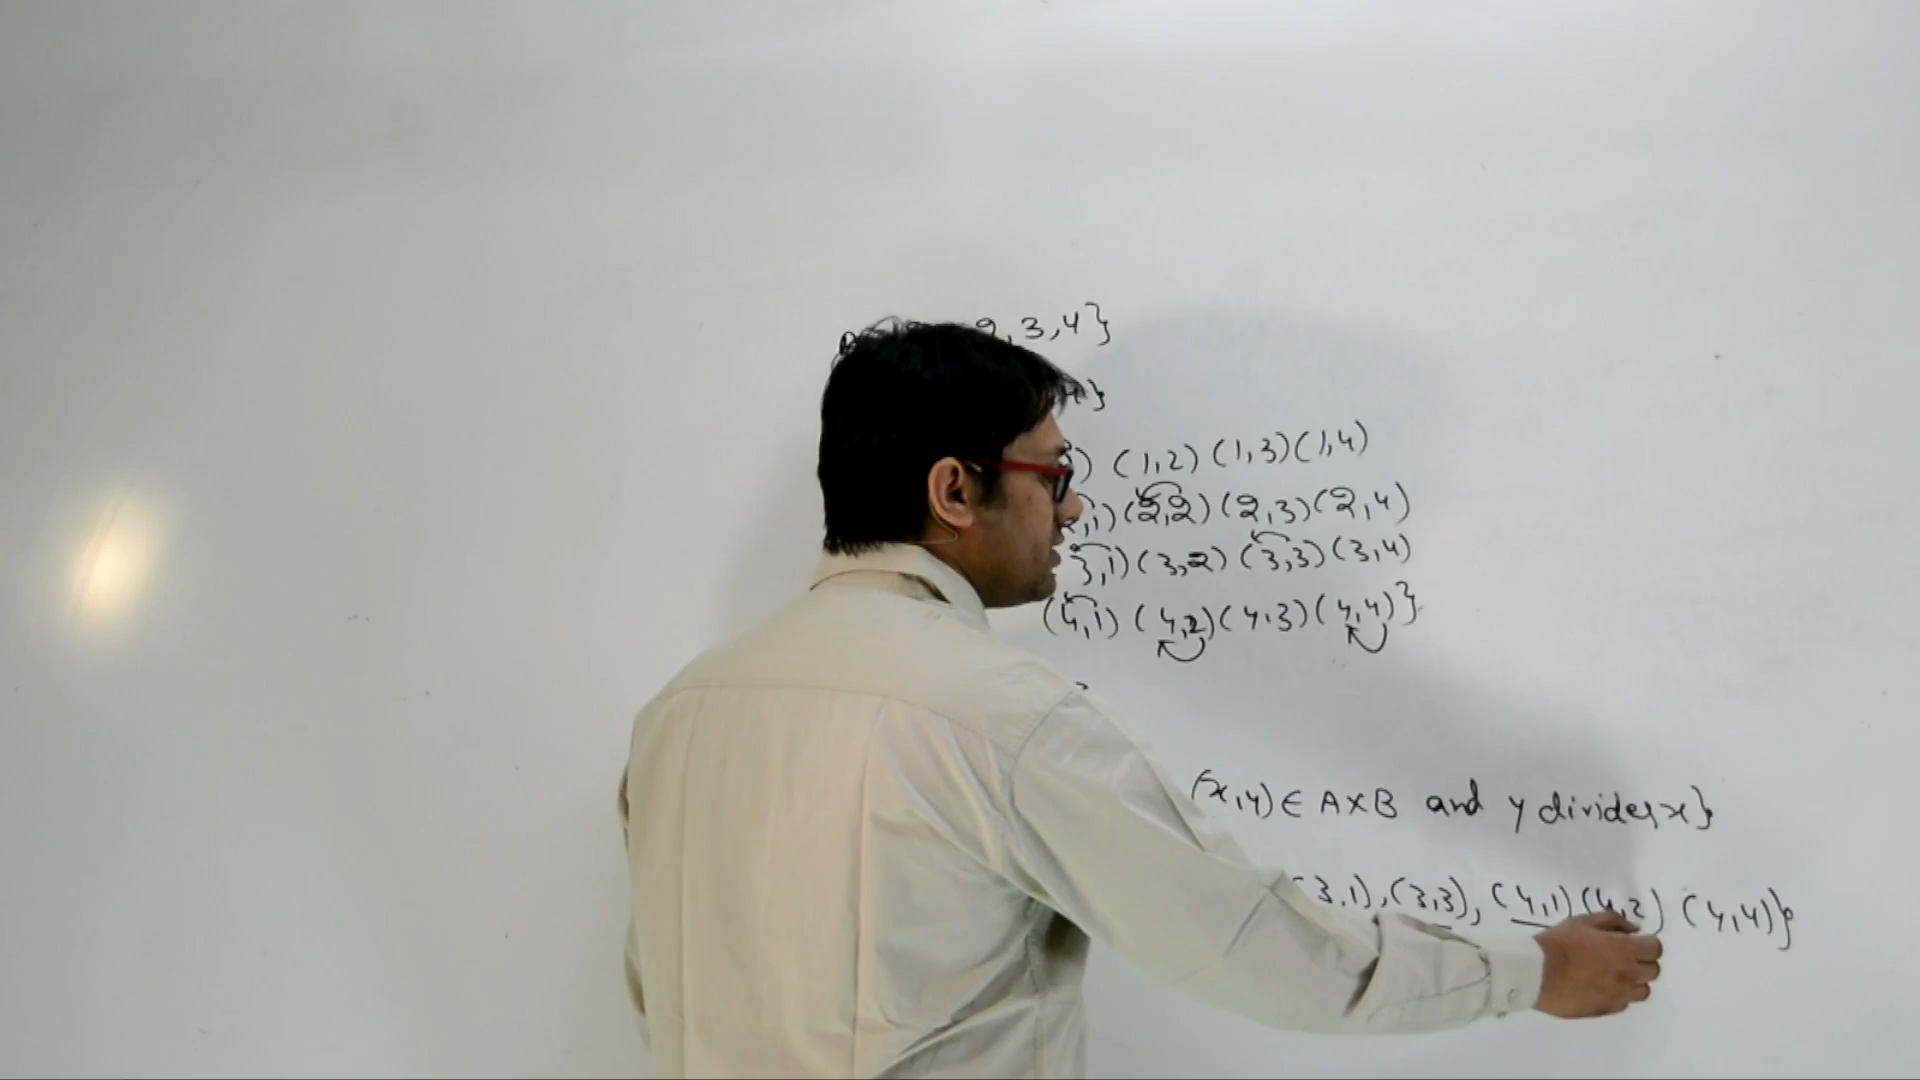 2,3,4}
4}
(1,2) (1,3) (1,4)
2,1) (2,2) (2,3) (2,4)
3,1) (3,2) (3,3) (3,4)
(4,1) (4,2) (4,3) (4,4)}
(x,y) ∈ A×B and y divides x}
(3,1), (3,3), (4,1) (4,2) (4,4)}